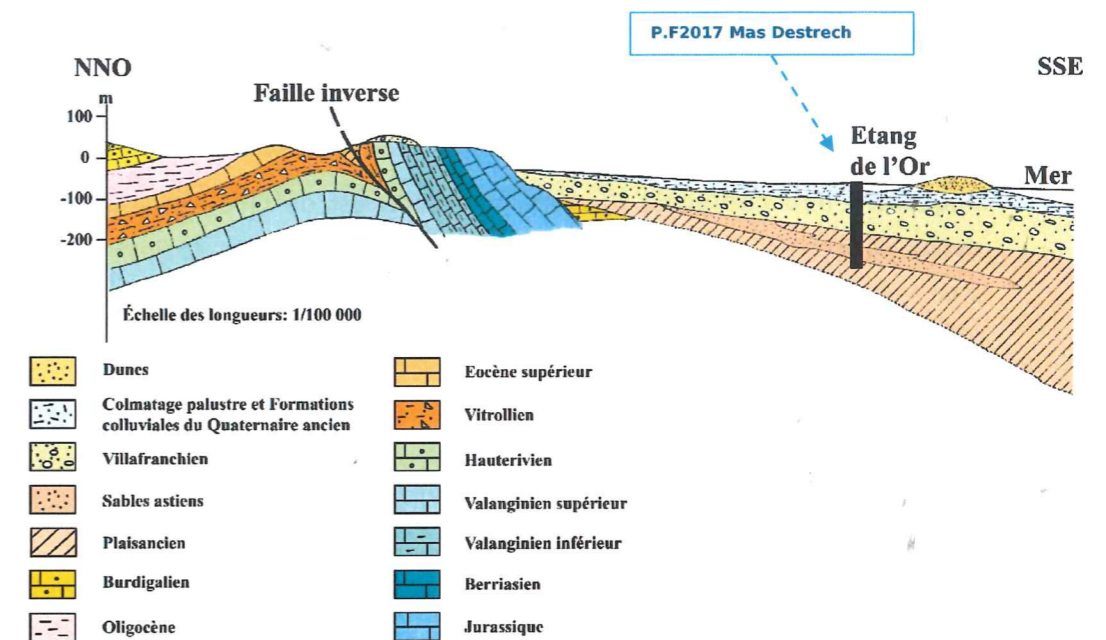 P.F2017 Mas Destrech
NNO
SSE
m
Faille inverse
100
Etang
de l'Or
0
Mer
-100
-200
Échelle des longueurs: 1/100 000
Dunes
Colmatage palustre et Formations
colluviales du Quaternaire ancien
Villafranchien
Sables astiens
Plaisancien
Burdigalien
Oligocène
Eocène supérieur
Vitrollien
Hauterivien
Valanginien supérieur
Valanginien inférieur
Berriasien
Jurassique